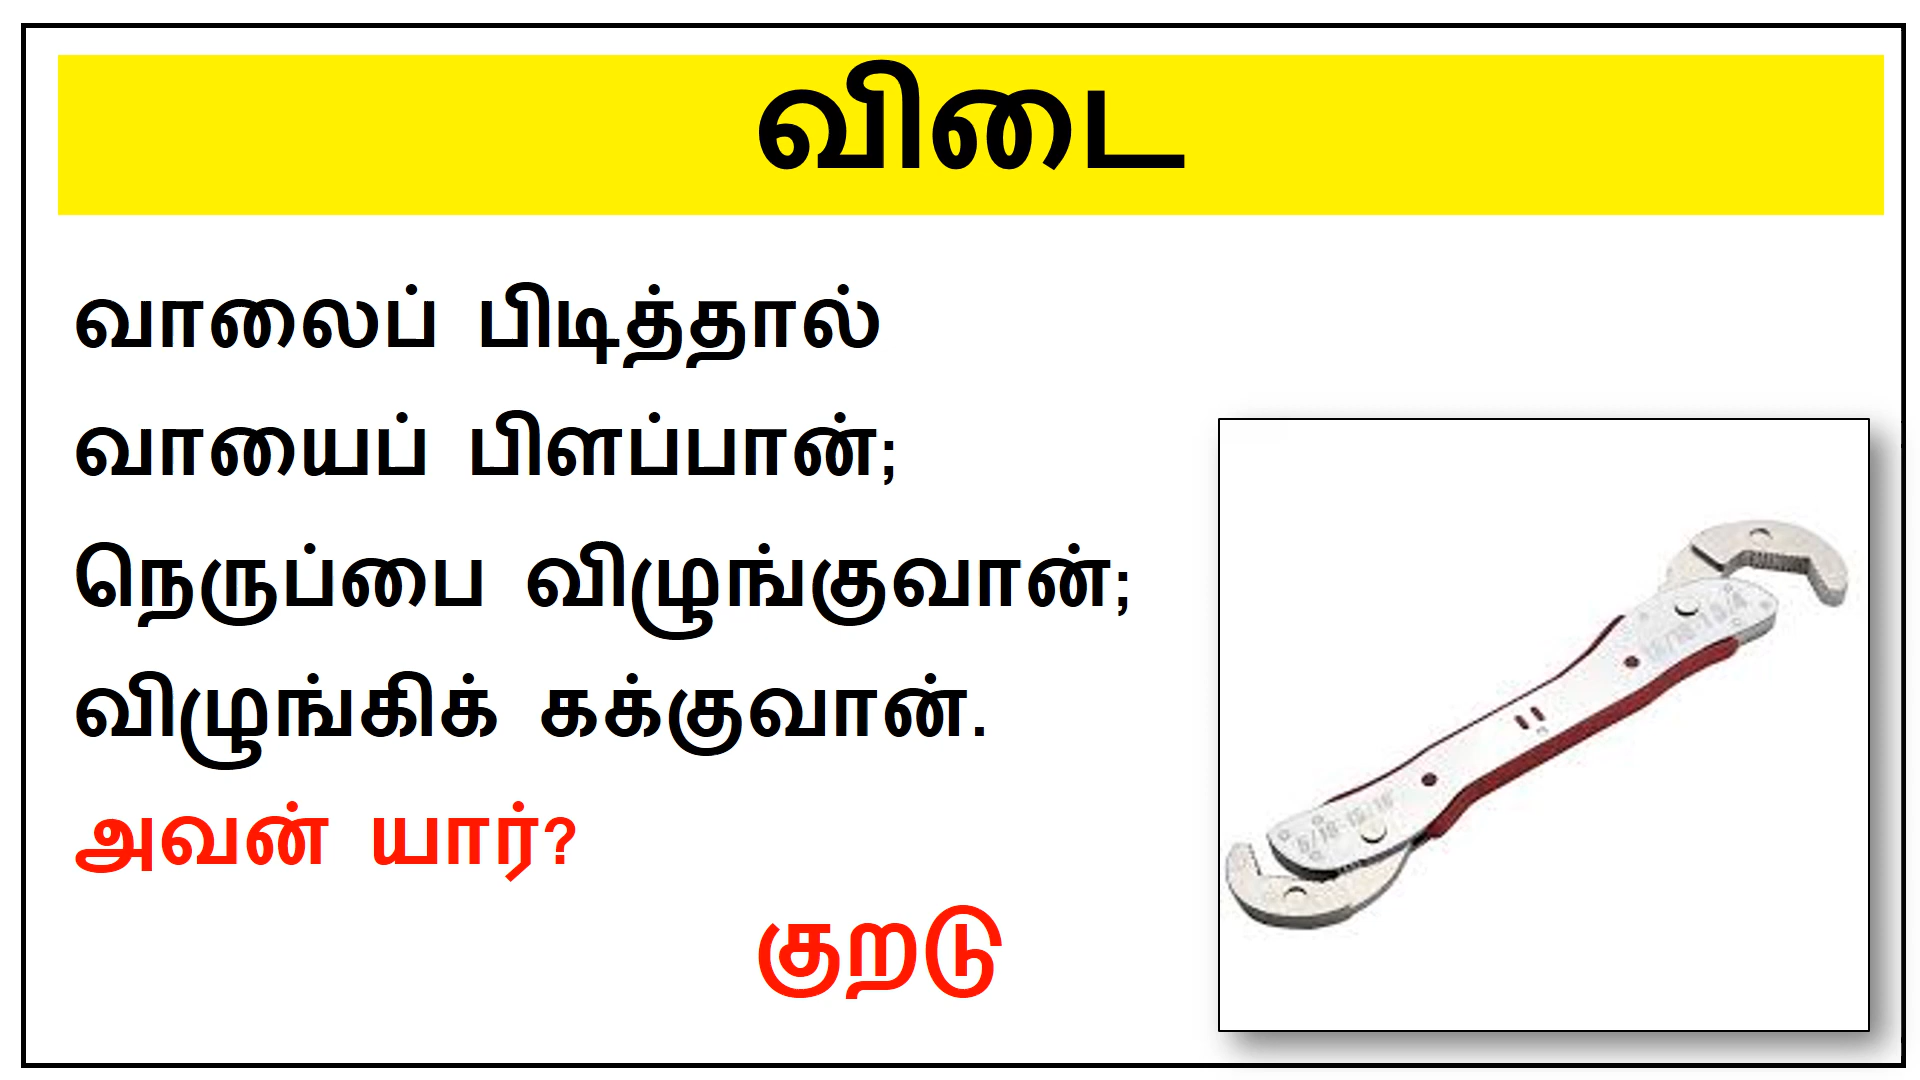 விடை
வாலைப் பிடித்தால்
வாயைப் பிளப்பான்;
நெருப்பை விழுங்குவான்;
விழுங்கிக் கக்குவான்.
அவன் யார்?
குறடு